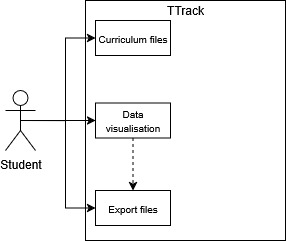 TTrack
Curriculum files
Data
visualisation
Student
Export files